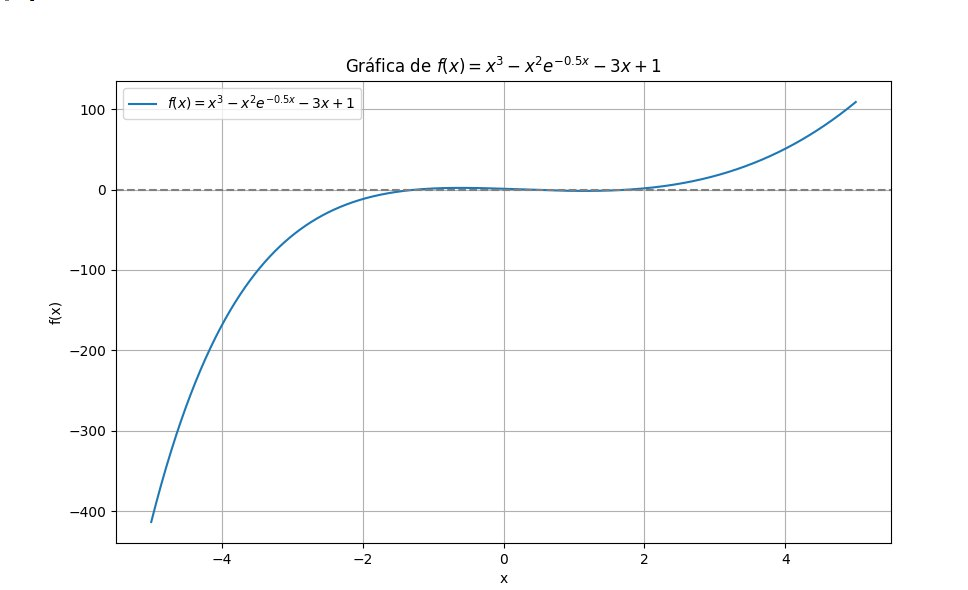 Gráfica de f(x) = x³ − x²e⁻⁰·⁵ˣ − 3x + 1
f(x) = x³ − x²e⁻⁰·⁵ˣ − 3x + 1
100
0
−100
−200
−300
−400
f(x)
−4 −2 0 2 4
x